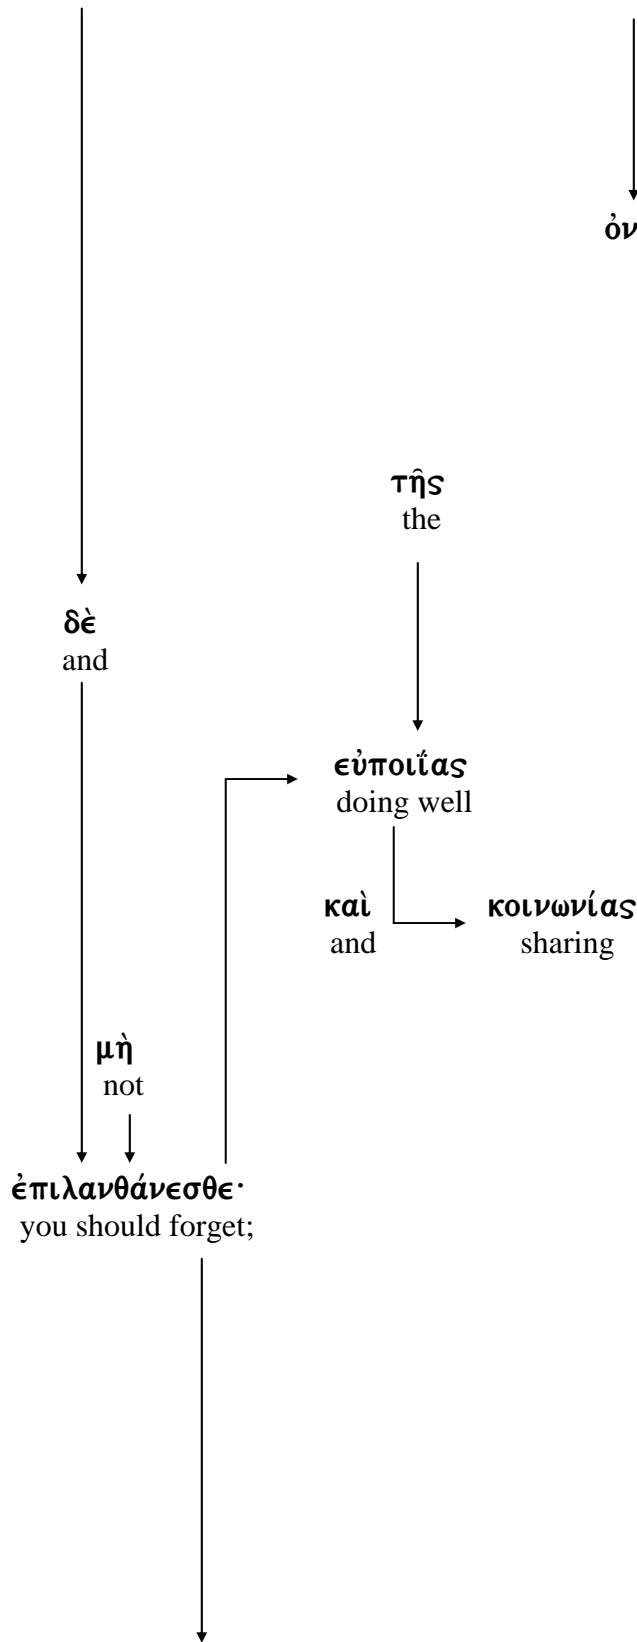 ὀν
τῆς
the
δὲ
and
εὐποιΐας
doing well
καὶ
and
κοινωνίας
sharing
μὴ
not
ἐπιλανθάνεσθε·
you should forget;